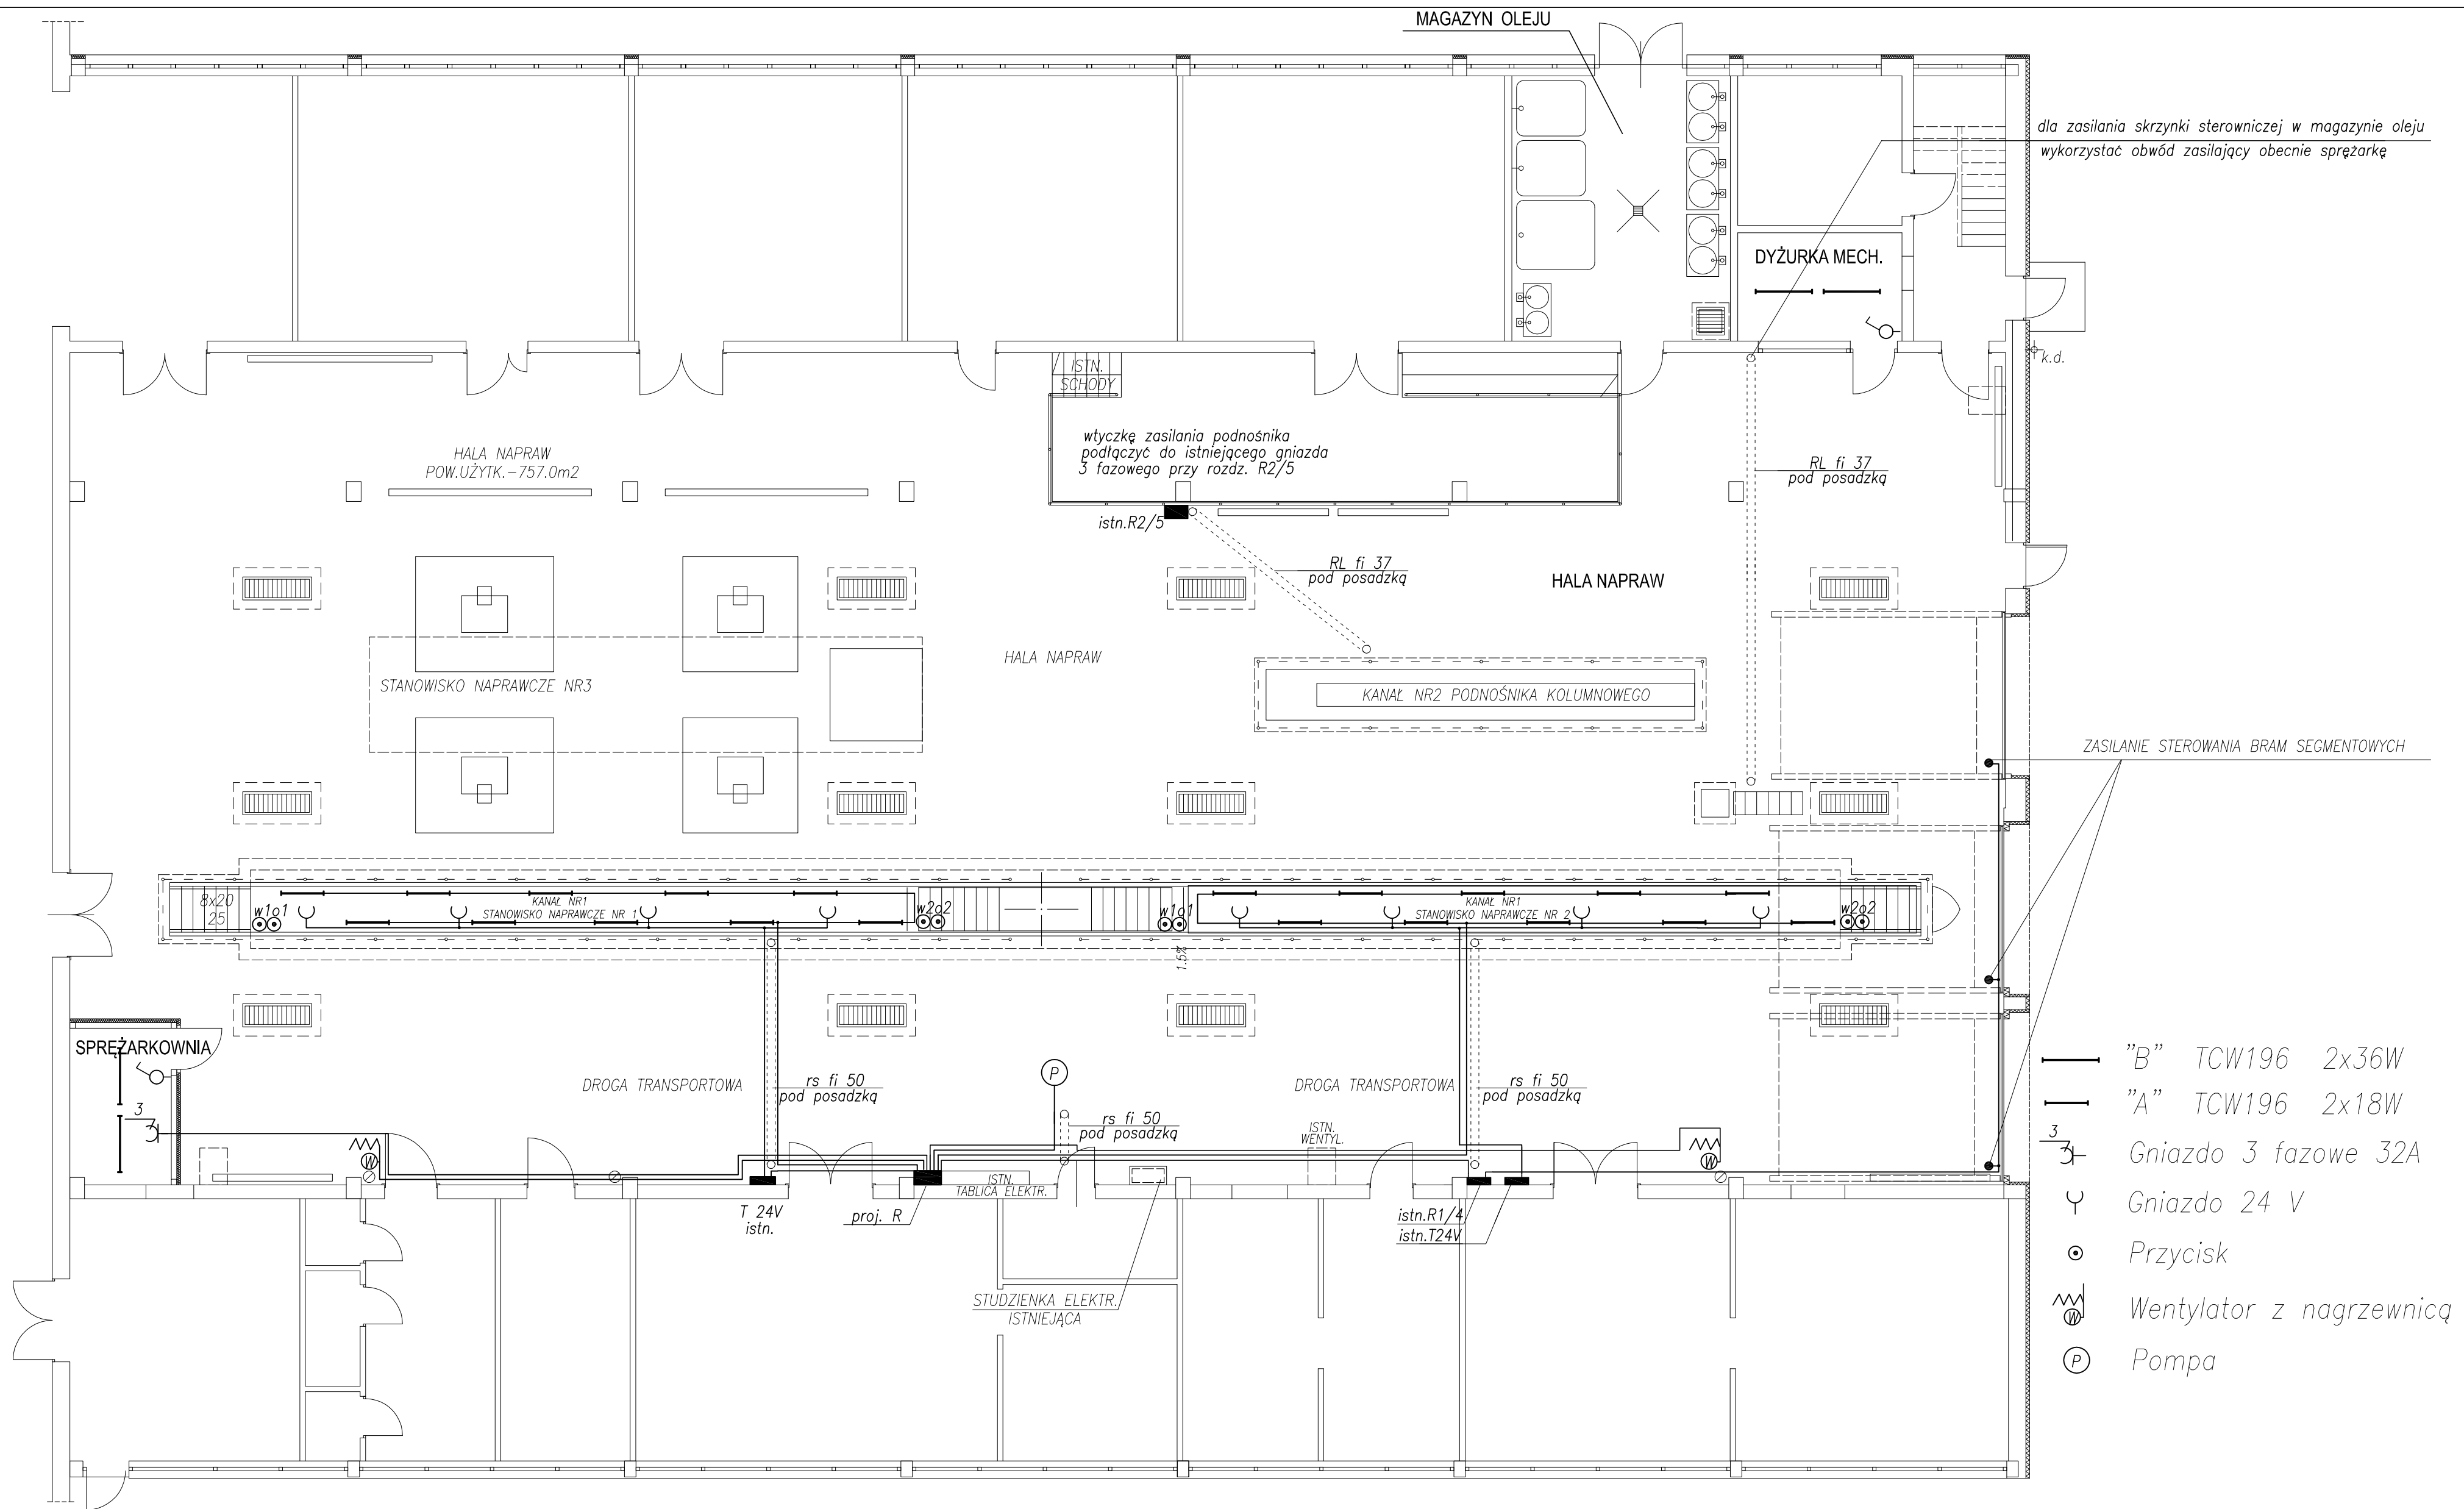 MAGAZYN OLEJU
dla zasilania skrzynki sterowniczej w magazynie oleju
wykorzystać obwód zasilający obecnie sprężarkę
DYŻURKA MECH.
k.d.
ISTN.
SCHODY
wtyczkę zasilania podnośnika
podłączyć do istniejącego gniazda
3 fazowego przy rozdz. R2/5
HALA NAPRAW
POW.UŻYTK.-757.0m2
RL fi 37
pod posadzką
istn.R2/5
RL fi 37
pod posadzką
HALA NAPRAW
HALA NAPRAW
STANOWISKO NAPRAWCZE NR3
KANAŁ NR2 PODNOŚNIKA KOLUMNOWEGO
ZASILANIE STEROWANIA BRAM SEGMENTOWYCH
8x20
25
w1o1
KANAŁ NR1
STANOWISKO NAPRAWCZE NR 1
w2o2
w1o1
KANAŁ NR1
STANOWISKO NAPRAWCZE NR 2
w2o2
1.5%
SPRĘŻARKOWNIA
3
W
DROGA TRANSPORTOWA
rs fi 50
pod posadzką
P
rs fi 50
pod posadzką
DROGA TRANSPORTOWA
rs fi 50
pod posadzką
ISTN.
WENTYL.
W
ISTN.
TABLICA ELEKTR.
T 24V
istn.
proj. R
istn.R1/4
istn.T24V
STUDZIENKA ELEKTR.
ISTNIEJĄCA
"B" TCW196 2x36W
"A" TCW196 2x18W
3
Gniazdo 3 fazowe 32A
Gniazdo 24 V
Przycisk
W
Wentylator z nagrzewnicą
P
Pompa